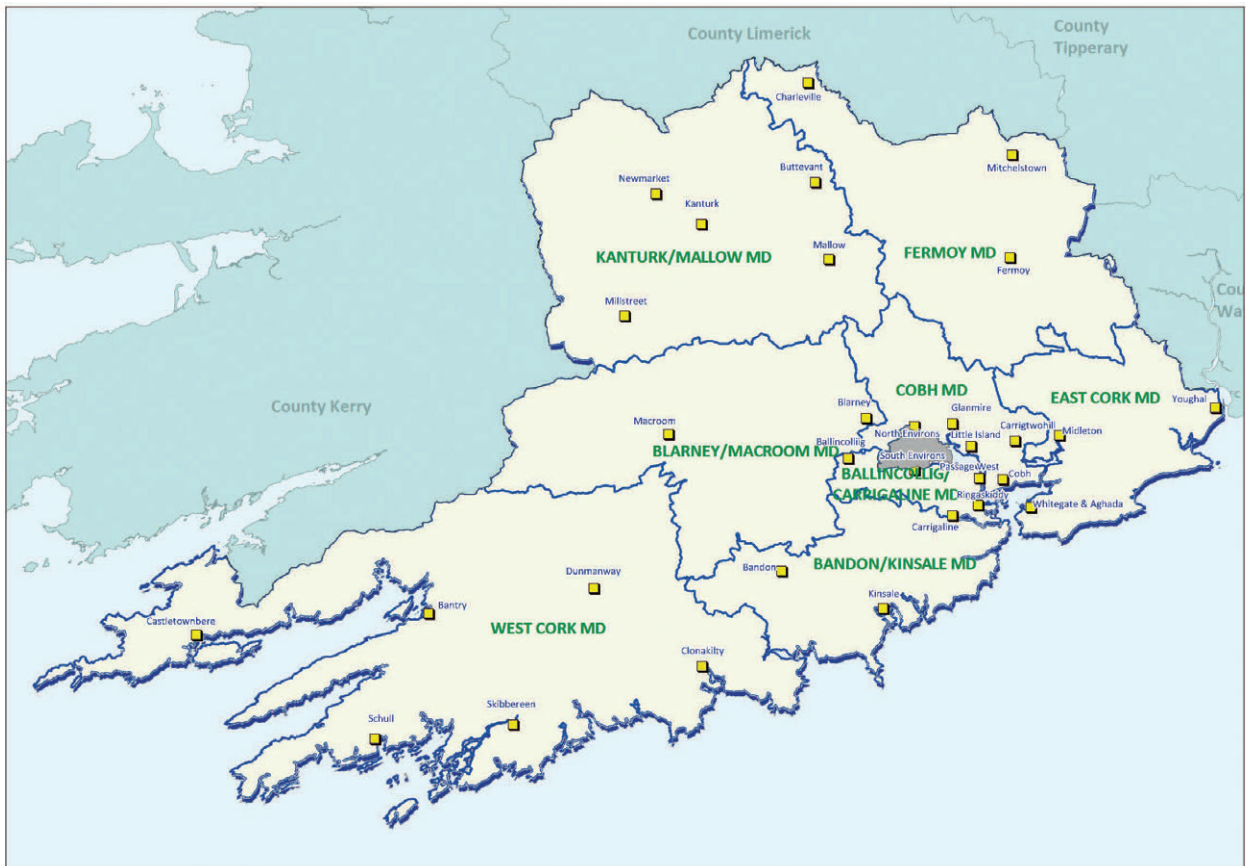 County Limerick
County
Tipperary
Charleville
Mitchelstown
Buttevant
Newmarket
Kanturk
KANTURK/MALLOW MD
Mallow
FERMOY MD
Fermoy
Millstreet
County Kerry
COBH MD
EAST CORK MD
Youghal
Blarney
Glanmire
Macroom
North Environs
Little Island
Carrigtwohill
Midleton
BLARNEY/MACROOM MD
Ballincollig
South Environs
Passage West
Cobh
BALLINCOLLIG/
CARRIGALINE MD
Ringaskiddy
Whitegate & Aghada
Carrigaline
BANDON/KINSALE MD
Bandon
Dunmanway
Kinsale
Bantry
Castletownbere
WEST CORK MD
Clonakilty
Skibbereen
Schull